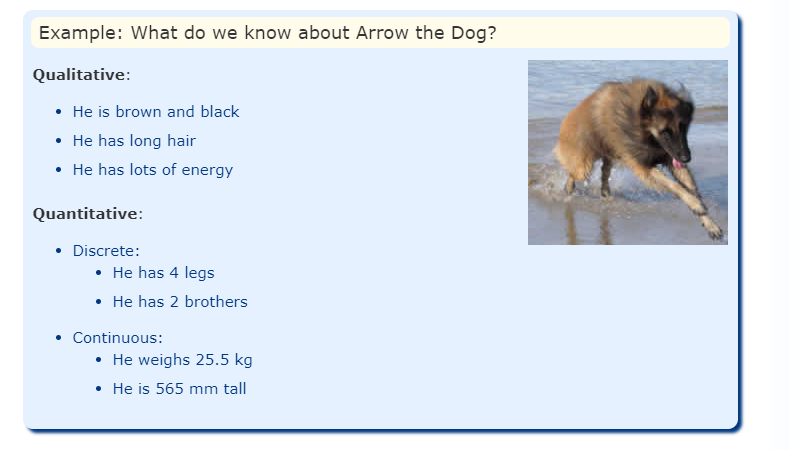 Example: What do we know about Arrow the Dog?
Qualitative:
He is brown and black
He has long hair
He has lots of energy
Quantitative:
Discrete:
He has 4 legs
He has 2 brothers
Continuous:
He weighs 25.5 kg
He is 565 mm tall